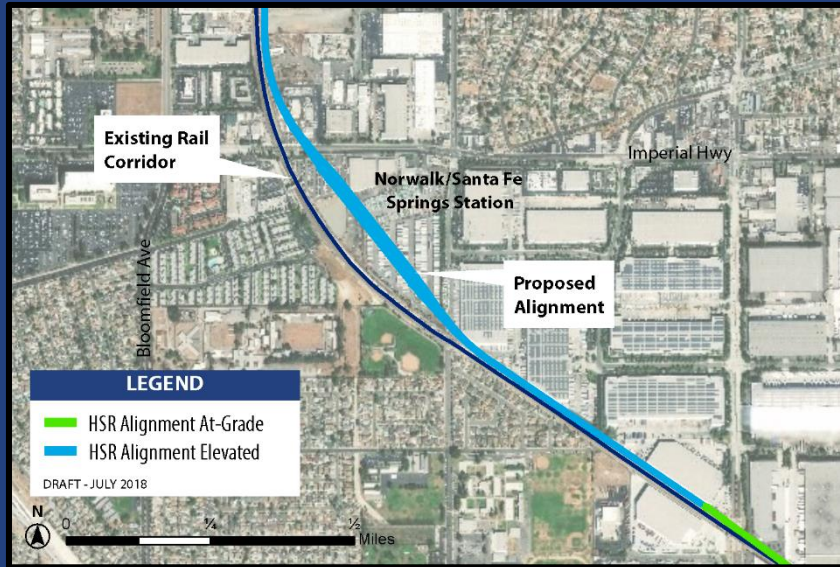 Existing Rail
Corridor
Imperial Hwy
Norwalk/Santa Fe
Springs Station
Proposed
Alignment
Bloomfield Ave
LEGEND
HSR Alignment At-Grade
HSR Alignment Elevated
DRAFT - JULY 2018
N
0 ¼ ½
Miles